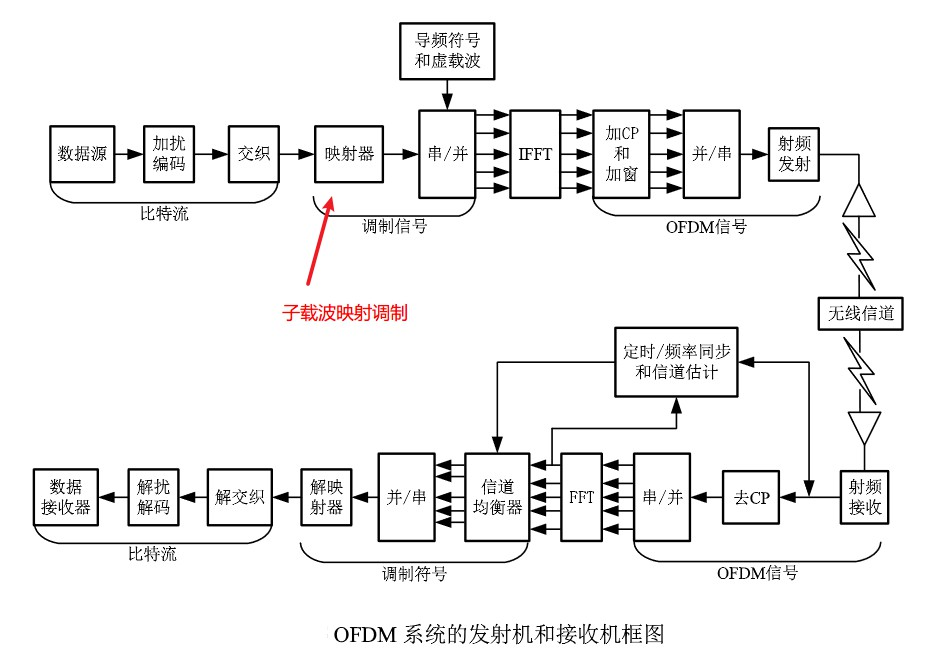 导频符号
和虚载波
数据源
加扰
编码
交织
映射器
串/并
IFFT
加CP
和
加窗
并/串
射频
发射
比特流
调制信号
OFDM信号
子载波映射调制
无线信道
定时/频率同步
和信道估计
数据
接收器
解扰
解码
解交织
解映
射器
并/串
信道
均衡器
FFT
串/并
去CP
射频
接收
比特流
调制符号
OFDM信号
OFDM 系统的发射机和接收机框图